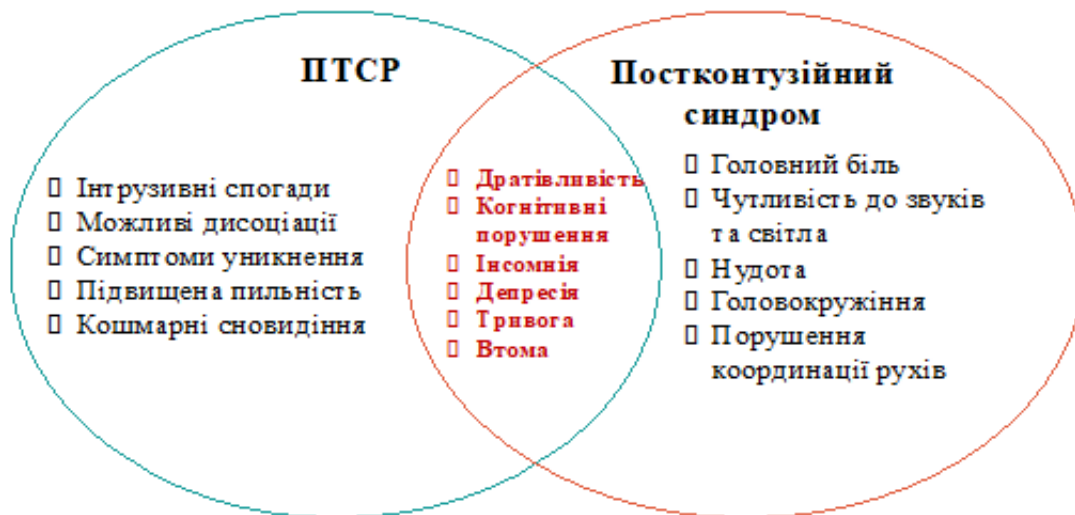 ПТСР
Інтрузивні спогади
Можливі дисоціації
Симптоми уникнення
Підвищена пильність
Кошмарні сновидіння
Дратівливість
Когнітивні
порушення
Інсомнія
Депресія
Тривога
Втома
Постконтузійний
синдром
Головний біль
Чутливість до звуків
та світла
Нудота
Головокружіння
Порушення
координації рухів